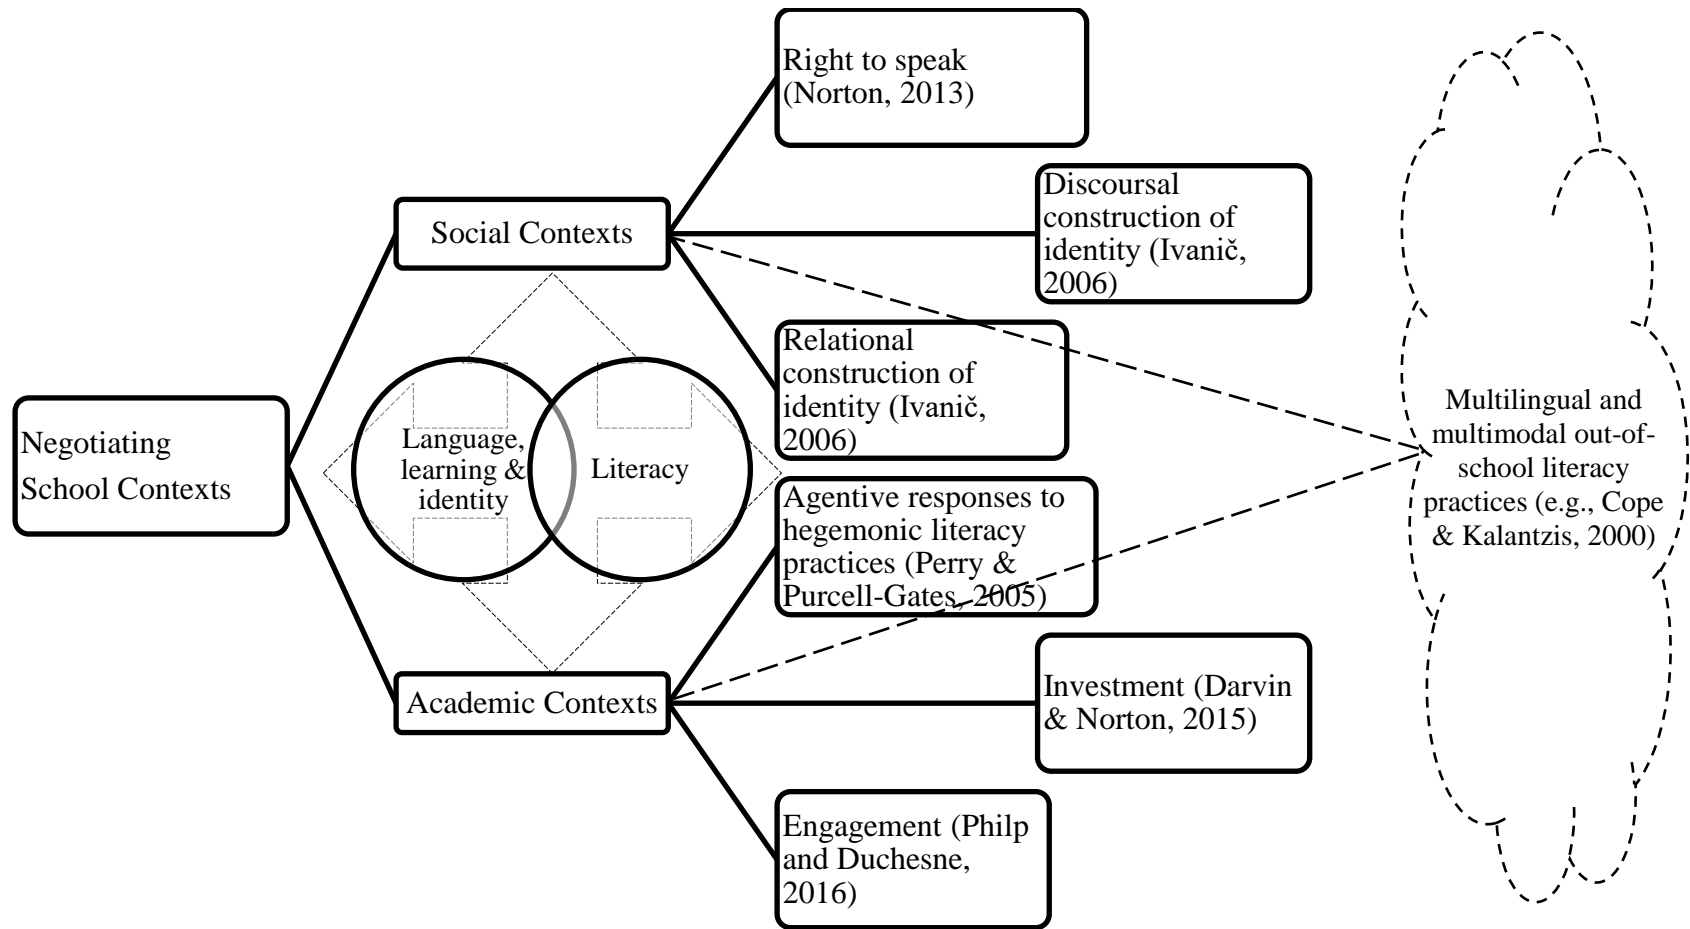 Right to speak
(Norton, 2013)
Discoursal
construction of
identity (Ivanič,
2006)
Social Contexts
Relational
construction of
identity (Ivanič,
2006)
Negotiating
School Contexts
Language,
learning &
identity
Literacy
Multilingual and
multimodal out-of-
school literacy
practices (e.g., Cope
& Kalantzis, 2000)
Agentive responses to
hegemonic literacy
practices (Perry &
Purcell-Gates, 2005)
Academic Contexts
Investment (Darvin
& Norton, 2015)
Engagement (Philp
and Duchesne,
2016)